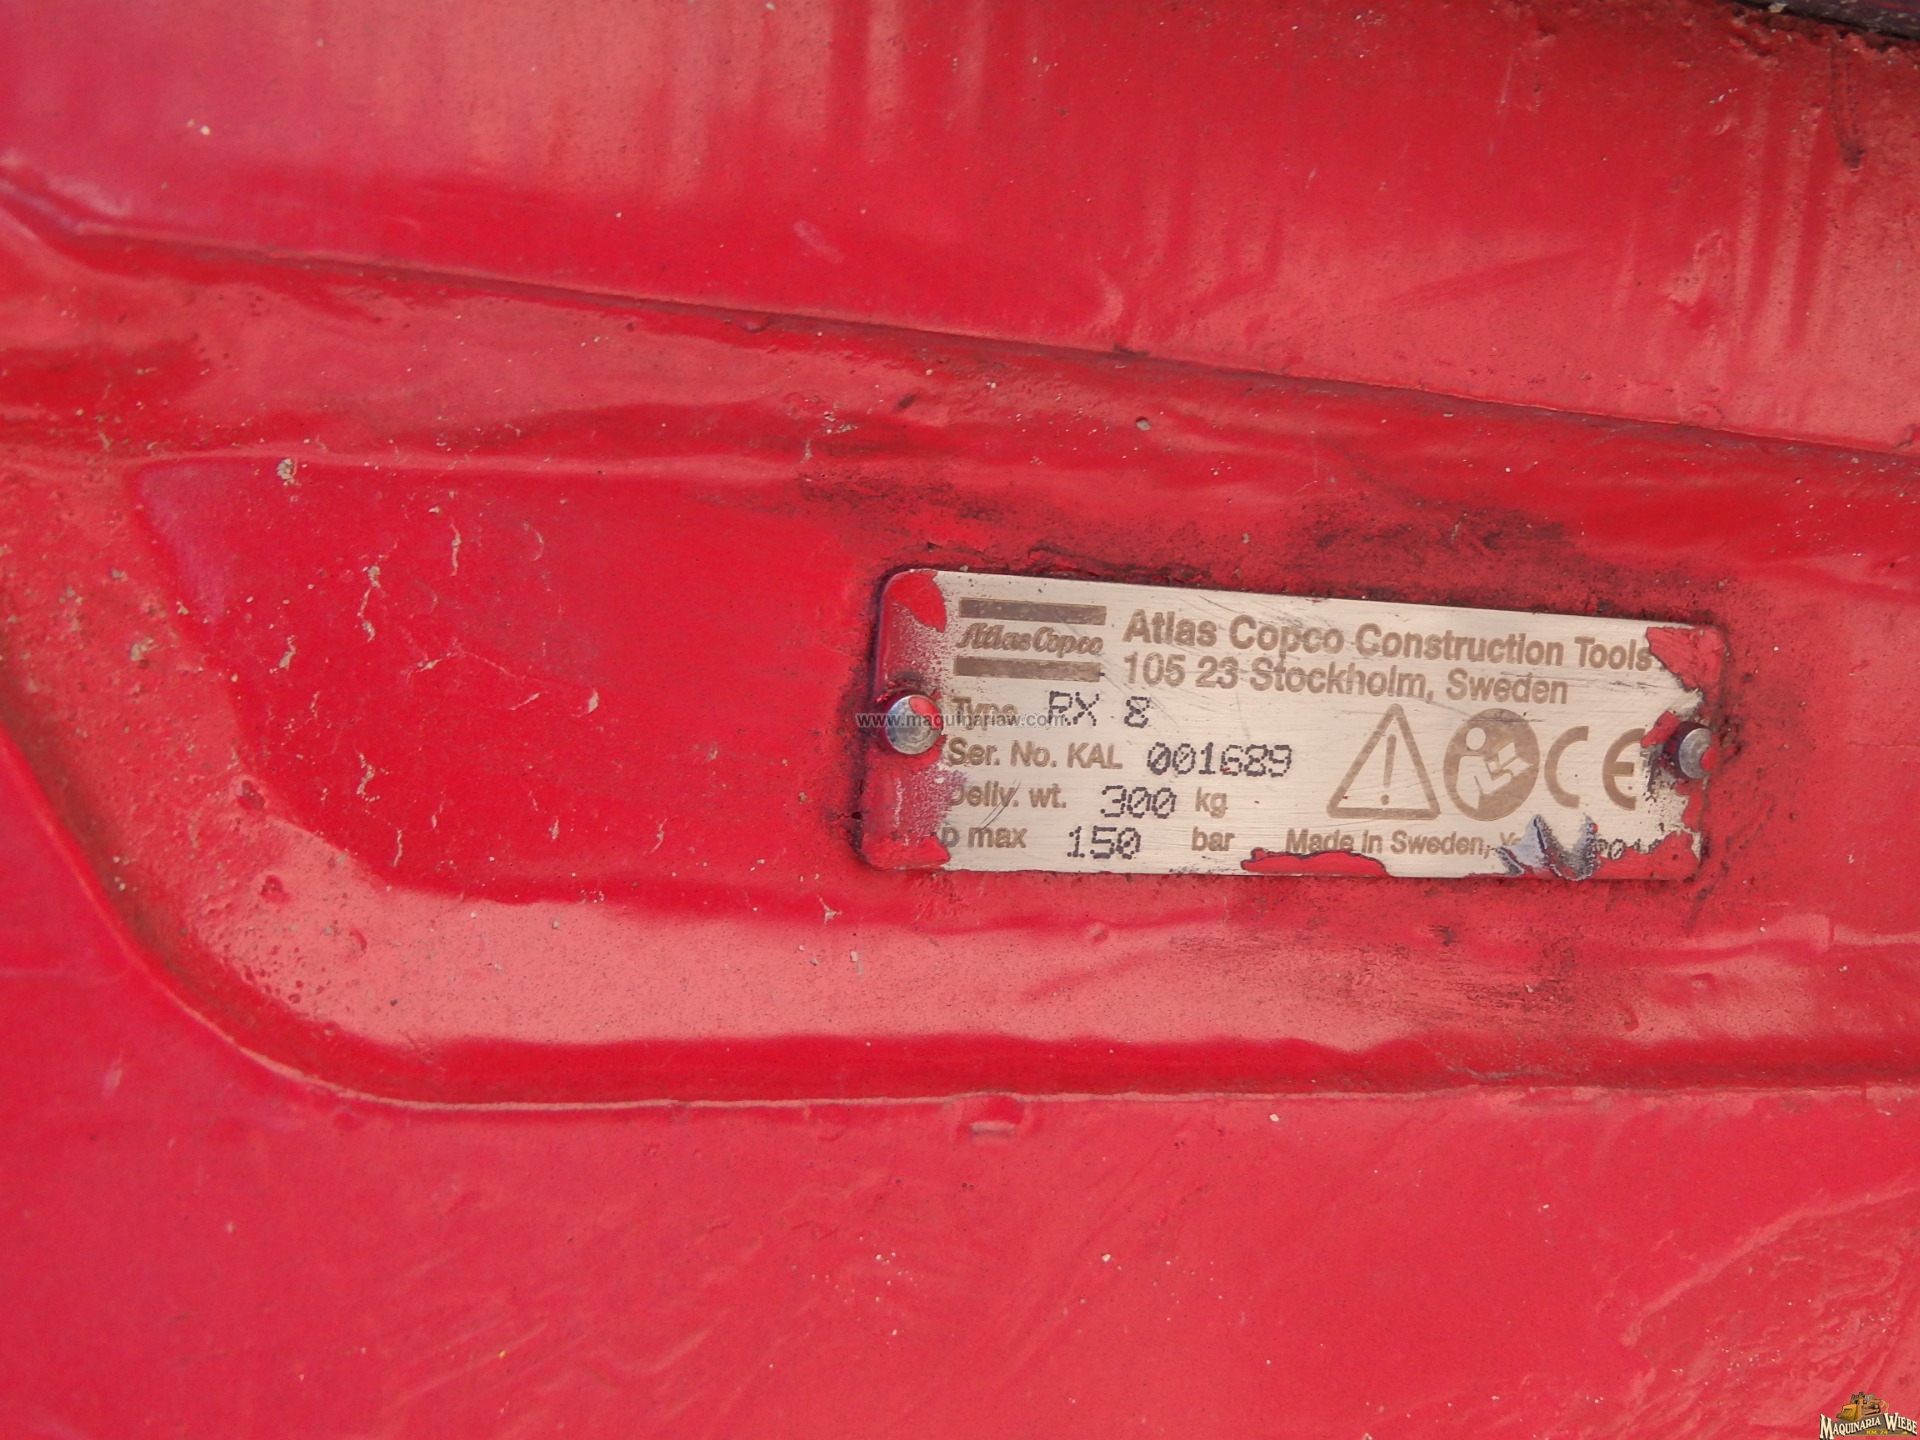 Atlas Copco
Atlas Copco Construction Tools
105 23 Stockholm, Sweden
Type RX 8
www.maquinariaw.com
Ser. No. KAL 001689
Deliv. wt. 300 kg
p max 150 bar Made in Sweden,
CE
MAQUINARIA WIEBE